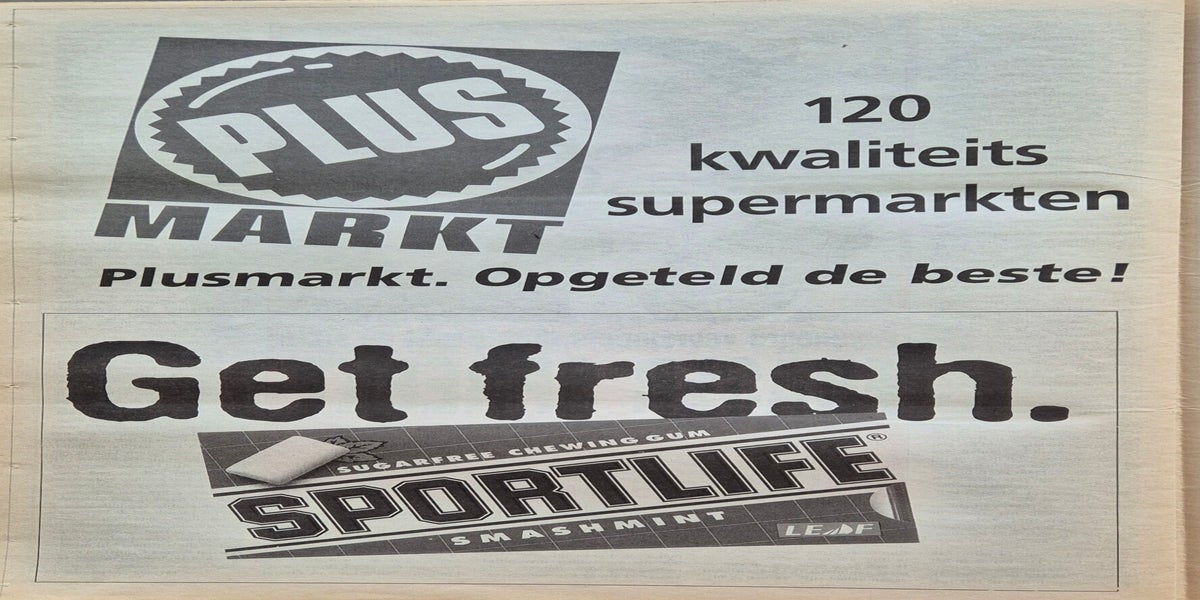 PLUS
MARKT
120
kwaliteits
supermarkten
Plusmarkt. Opgeteld de beste!
Get fresh.
SUGARFREE CHEWING GUM
SPORTLIFE®
SMASHMINT
LEAF